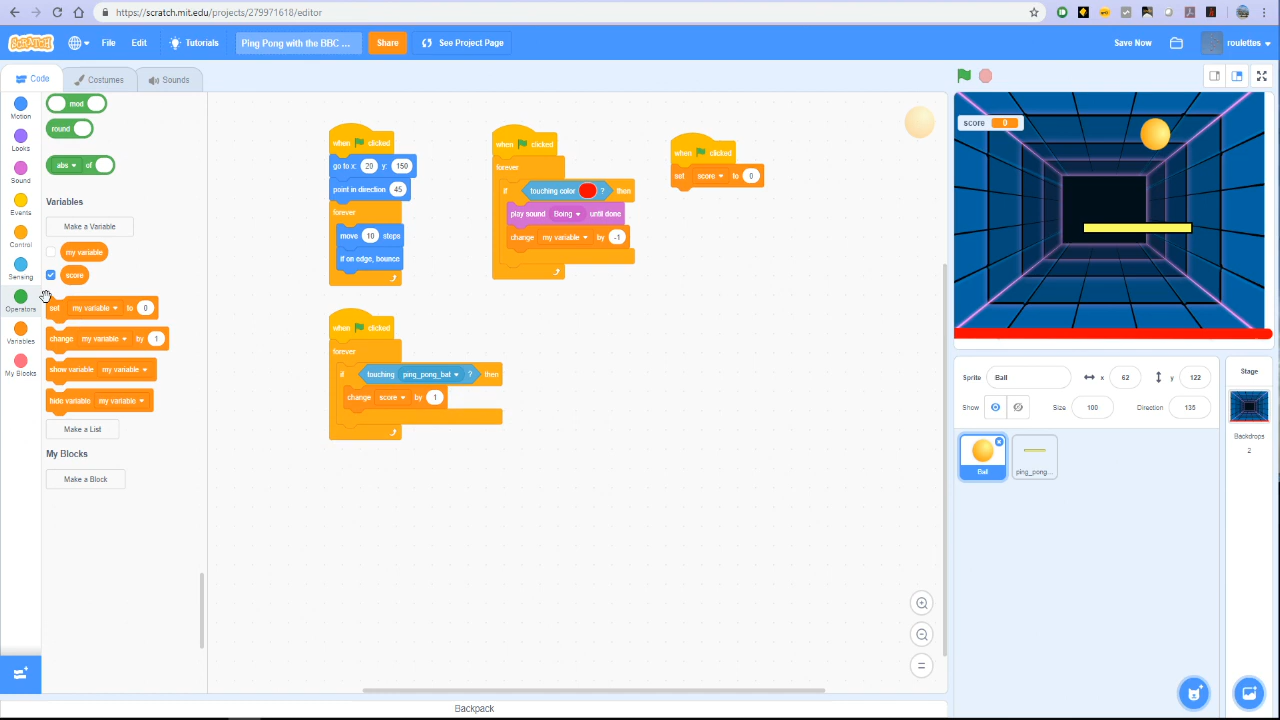 https://scratch.mit.edu/projects/279971618/editor
SCRATCH File Edit Tutorials Ping Pong with the BBC ... Share See Project Page Save Now roulettes
Code Costumes Sounds
Motion
Looks
Sound
Events
Control
Sensing
Operators
Variables
My Blocks
mod
round
abs of
Variables
Make a Variable
my variable
score
set my variable to 0
change my variable by 1
show variable my variable
hide variable my variable
Make a List
My Blocks
Make a Block
when clicked
go to x: 20 y: 150
point in direction 45
forever
move 10 steps
if on edge, bounce
when clicked
forever
if touching ping_pong_bat ? then
change score by 1
when clicked
forever
if touching color ? then
play sound Boing until done
change my variable by -1
when clicked
set score to 0
score 0
Sprite Ball x 62 y 122
Show Size 100 Direction 135
Ball
ping_pong...
Stage
Backdrops
2
Backpack